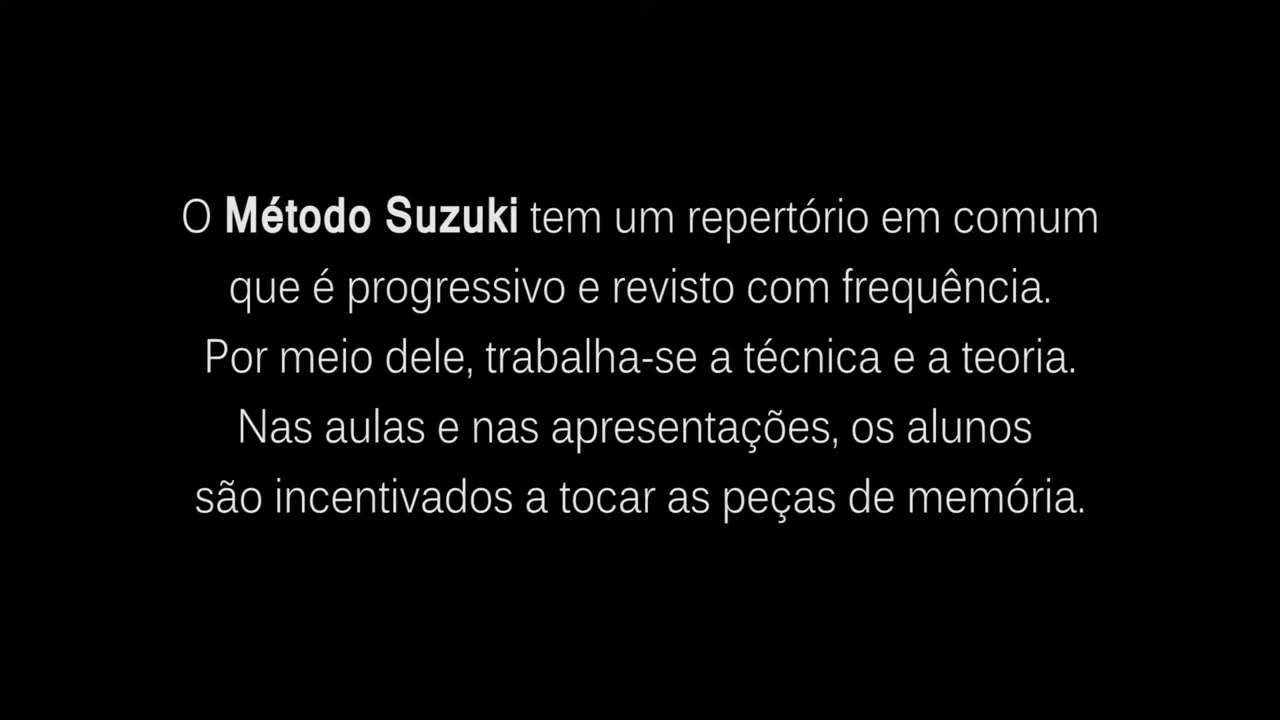 O Método Suzuki tem um repertório em comum
que é progressivo e revisto com frequência.
Por meio dele, trabalha-se a técnica e a teoria.
Nas aulas e nas apresentações, os alunos
são incentivados a tocar as peças de memória.